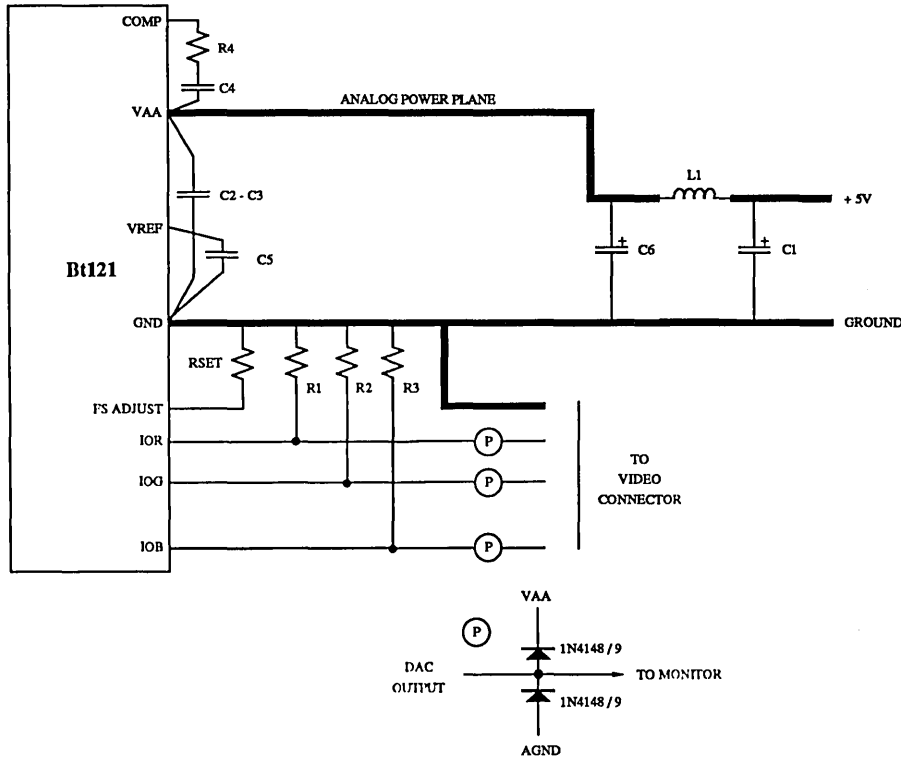 COMP
R4
C4
ANALOG POWER PLANE
VAA
L1
+ 5V
C2 - C3
VREF
C5
C6
+
C1
+
Bt121
GND
GROUND
RSET
R1
R2
R3
FS ADJUST
IOR
P
IOG
P
IOB
P
TO
VIDEO
CONNECTOR
VAA
P
1N4148 / 9
DAC
OUTPUT
TO MONITOR
1N4148 / 9
AGND